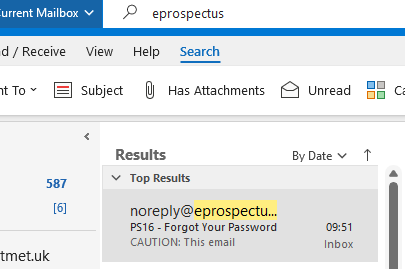 Current Mailbox eprospectus
/ Receive View Help Search
To Subject Has Attachments Unread
Results By Date
587 Top Results
[6] noreply@eprospectu...
PS16 - Forgot Your Password 09:51
CAUTION: This email Inbox
tmet.uk